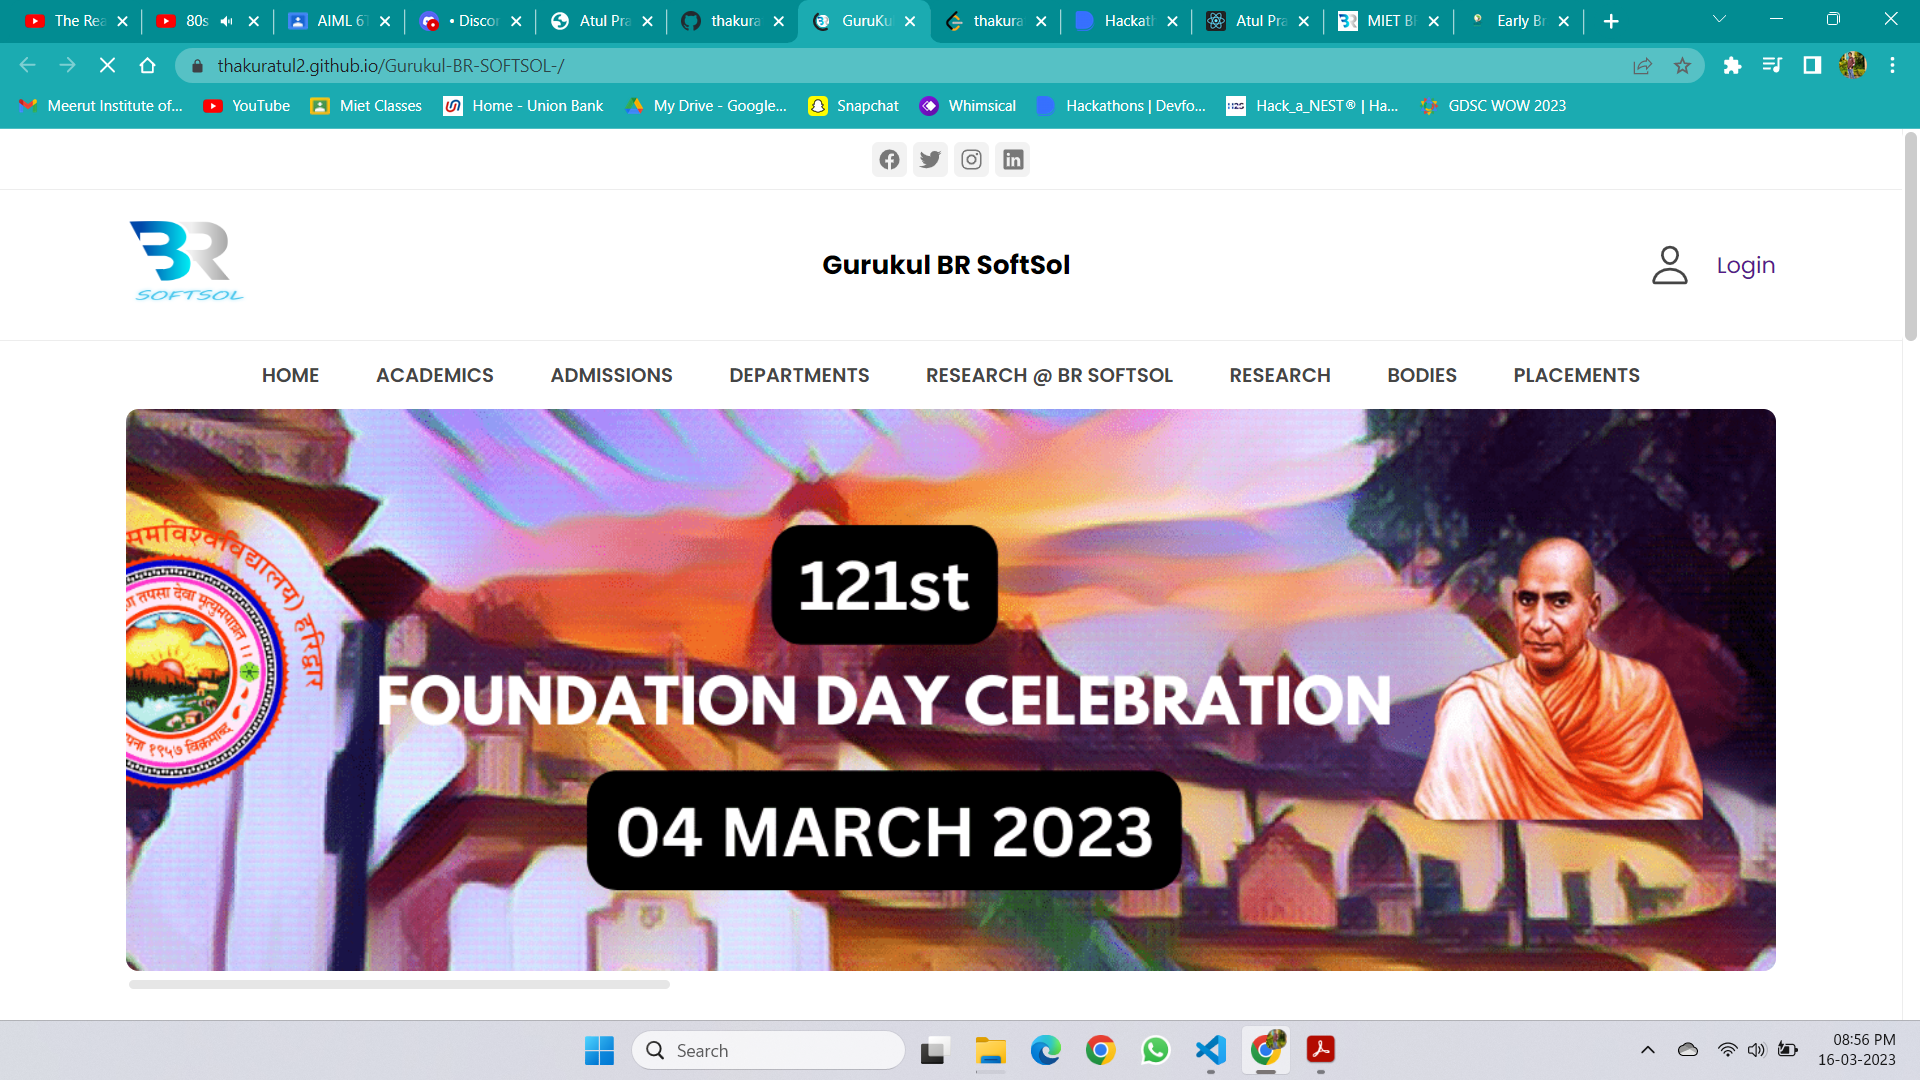 The Rea
80s
AIML 6T
• Discor
Atul Pra
thakura
GuruKu
thakura
Hackath
Atul Pra
MIET BR
Early Br
thakuratul2.github.io/Gurukul-BR-SOFTSOL-/
Meerut Institute of...
YouTube
Miet Classes
Home - Union Bank
My Drive - Google...
Snapchat
Whimsical
Hackathons | Devfo...
Hack_a_NEST® | Ha...
GDSC WOW 2023
BR
SOFTSOL
Gurukul BR SoftSol
Login
HOME
ACADEMICS
ADMISSIONS
DEPARTMENTS
RESEARCH @ BR SOFTSOL
RESEARCH
BODIES
PLACEMENTS
समविश्वविद्यालय) हरिद्वार
तपसा देवा मृत्युमपाघ्नत ।।
१९५७ विक्रमाब्द
121st
FOUNDATION DAY CELEBRATION
04 MARCH 2023
Search
08:56 PM
16-03-2023